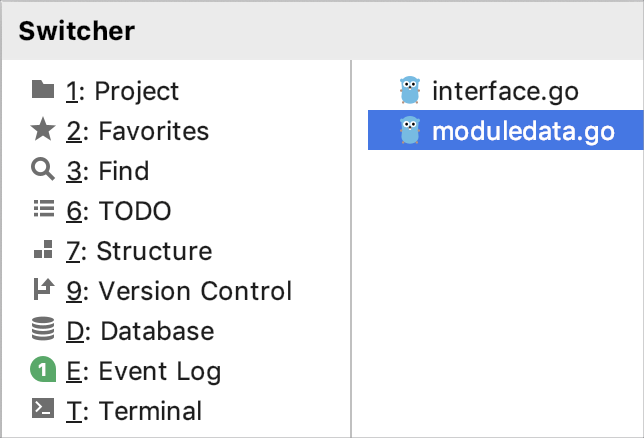 Switcher
1: Project
2: Favorites
3: Find
6: TODO
7: Structure
9: Version Control
D: Database
1
E: Event Log
T: Terminal
interface.go
moduledata.go